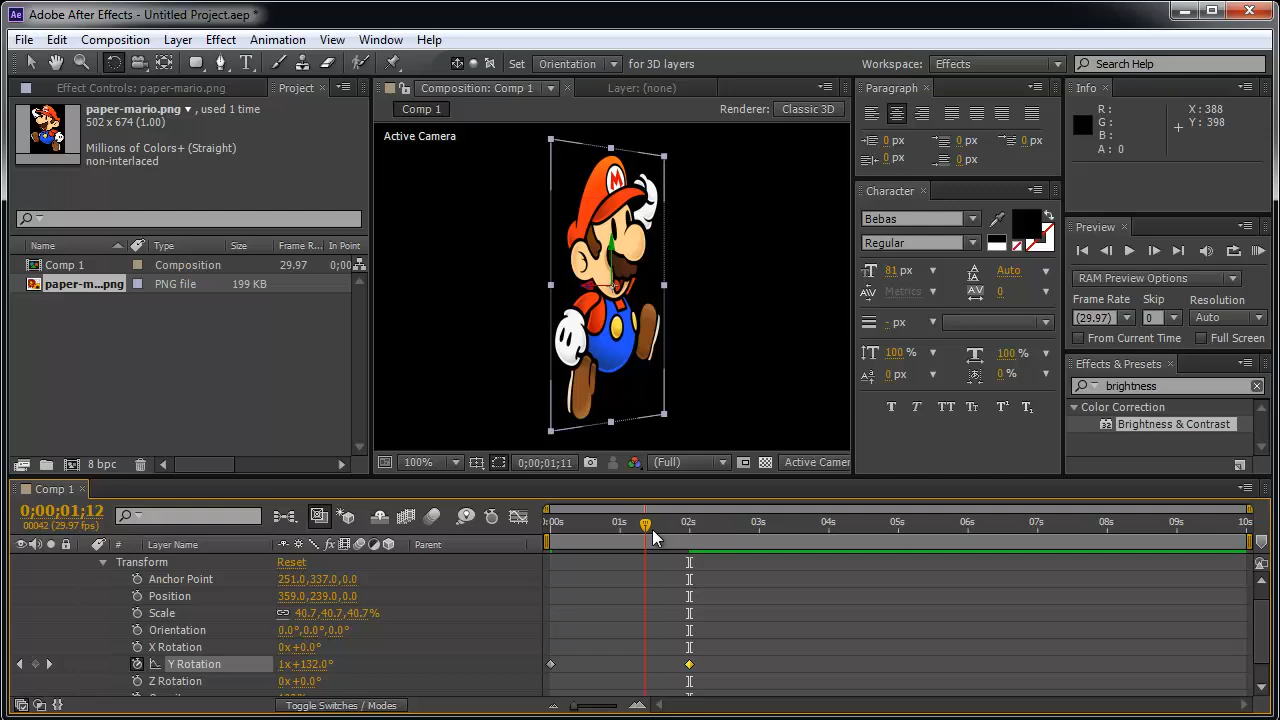 Ae Adobe After Effects - Untitled Project.aep *
File Edit Composition Layer Effect Animation View Window Help
T Set Orientation for 3D layers Workspace: Effects Search Help
Effect Controls: paper-mario.png Project
paper-mario.png, used 1 time
502 x 674 (1.00)
Millions of Colors+ (Straight)
non-interlaced
Name Type Size Frame R... In Point
Comp 1 Composition 29.97 0;00
paper-m...png PNG file 199 KB
8 bpc
Composition: Comp 1 Layer: (none)
Comp 1 Renderer: Classic 3D
Active Camera
M
100% 0;00;01;11 (Full) Active Camer
Paragraph
0 px 0 px 0 px
0 px 0 px
Character
Bebas
Regular
81 px Auto
Metrics 0
- px
100 % 100 %
0 px 0 %
T T TT Tт T¹ T₁
Info
R: X: 388
G: Y: 398
B:
A: 0
Preview
RAM Preview Options
Frame Rate Skip Resolution
(29.97) 0 Auto
From Current Time Full Screen
Effects & Presets
brightness
Color Correction
32 Brightness & Contrast
Comp 1
0;00;01;12
00042 (29.97 fps)
# Layer Name fx Parent
0:00s 01s 02s 03s 04s 05s 06s 07s 08s 09s 10s
Transform Reset
Anchor Point 251.0,337.0,0.0
Position 359.0,239.0,0.0
Scale 40.7,40.7,40.7%
Orientation 0.0°,0.0°,0.0°
X Rotation 0x+0.0°
Y Rotation 1x+132.0°
Z Rotation 0x+0.0°
Toggle Switches / Modes